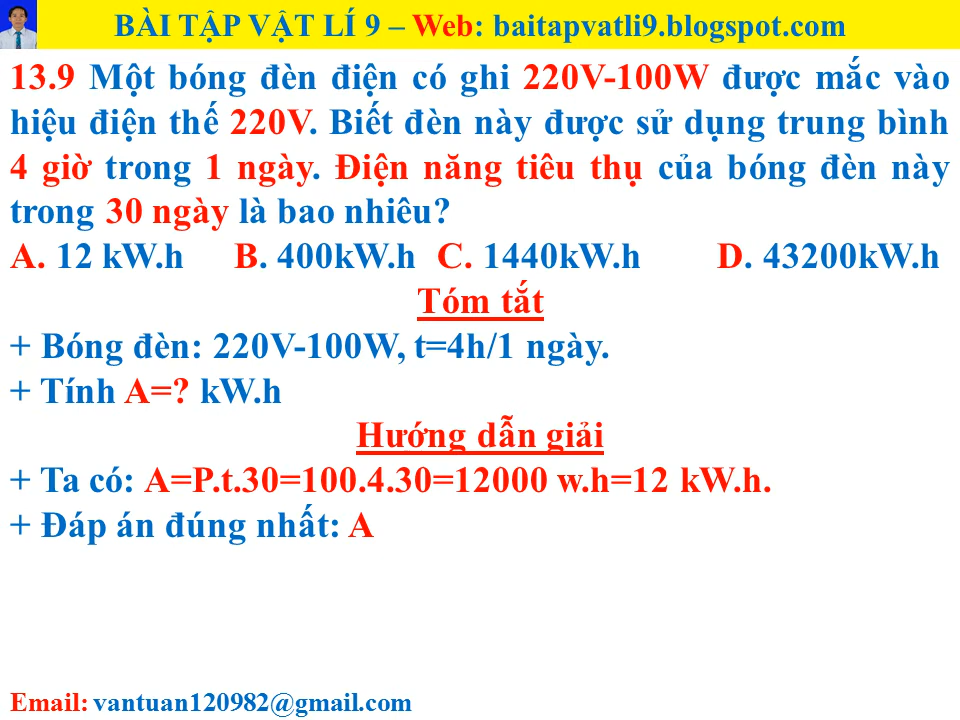 BÀI TẬP VẬT LÍ 9 – Web: baitapvatli9.blogspot.com
13.9 Một bóng đèn điện có ghi 220V-100W được mắc vào
hiệu điện thế 220V. Biết đèn này được sử dụng trung bình
4 giờ trong 1 ngày. Điện năng tiêu thụ của bóng đèn này
trong 30 ngày là bao nhiêu?
A. 12 kW.h B. 400kW.h C. 1440kW.h D. 43200kW.h
Tóm tắt
+ Bóng đèn: 220V-100W, t=4h/1 ngày.
+ Tính A=? kW.h
Hướng dẫn giải
+ Ta có: A=P.t.30=100.4.30=12000 w.h=12 kW.h.
+ Đáp án đúng nhất: A
Email: vantuan120982@gmail.com